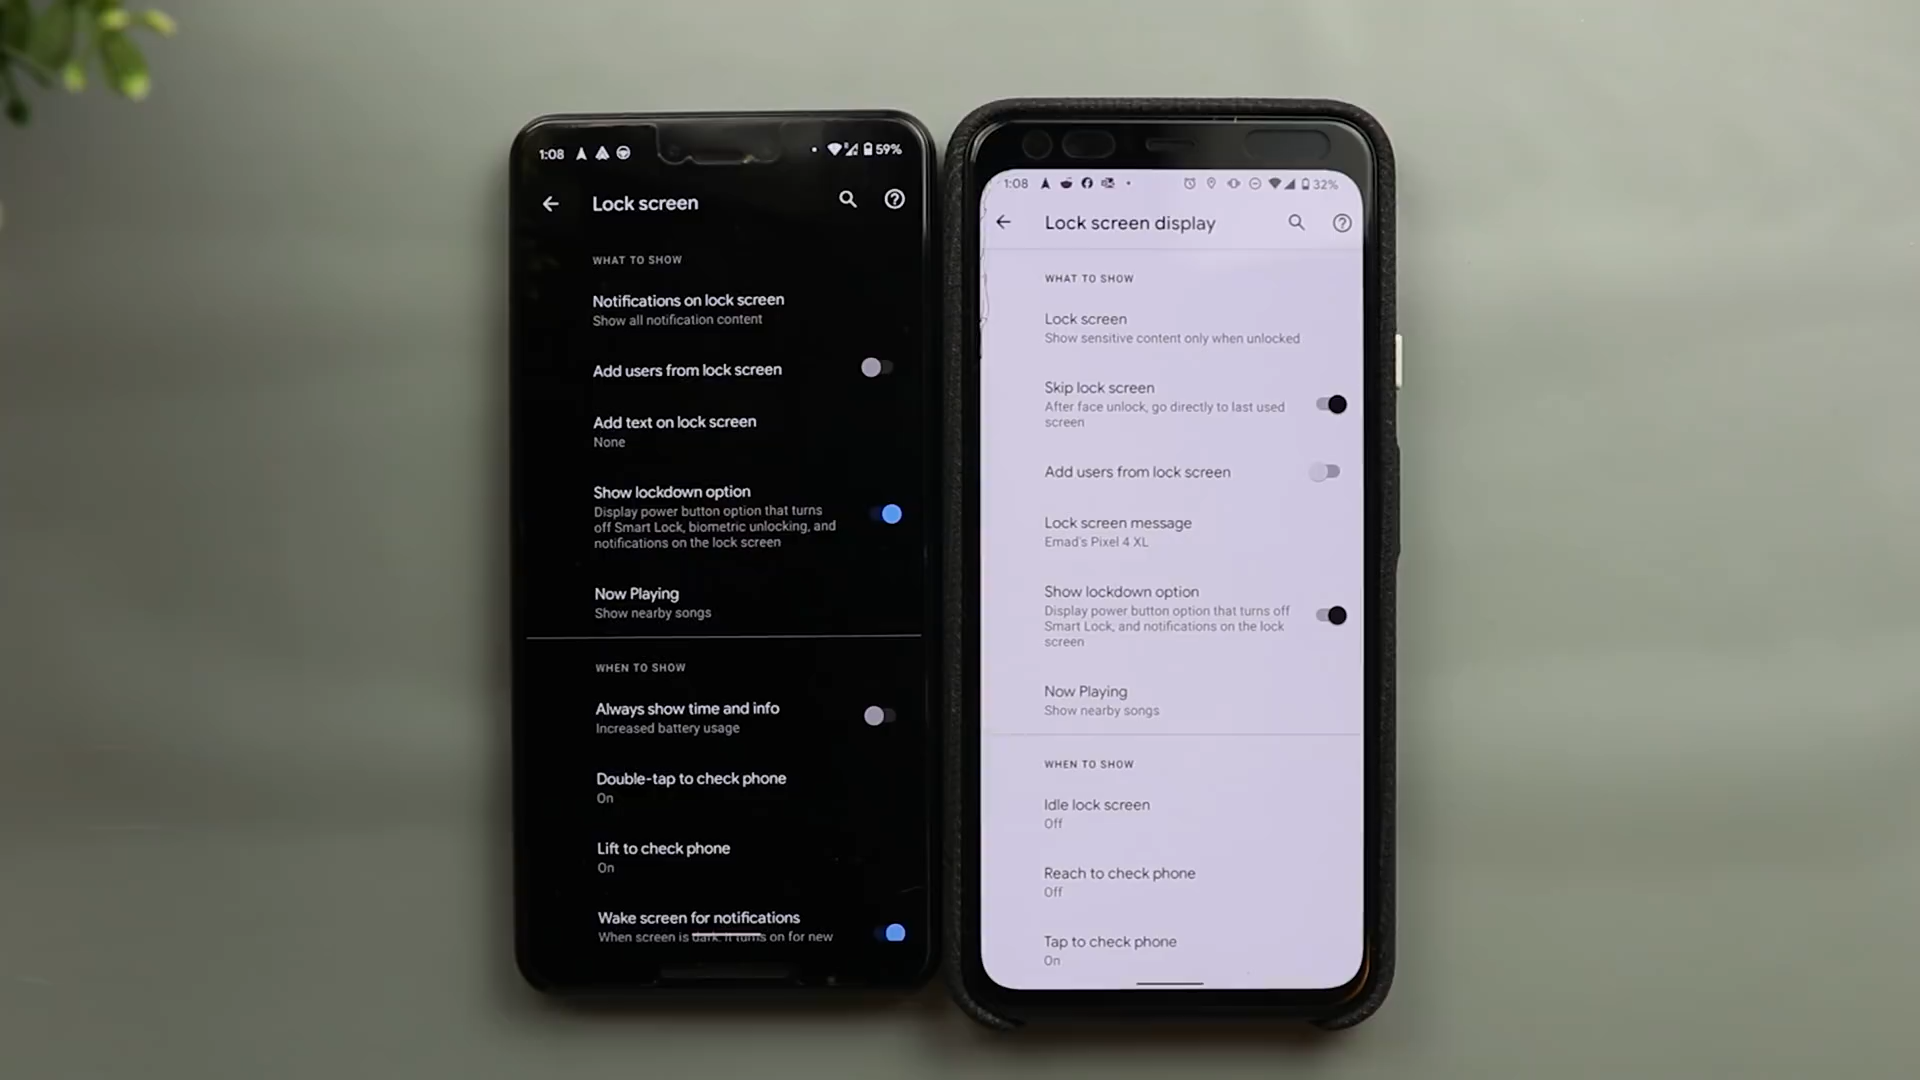 1:08
59%
Lock screen
WHAT TO SHOW
Notifications on lock screen
Show all notification content
Add users from lock screen
Add text on lock screen
None
Show lockdown option
Display power button option that turns
off Smart Lock, biometric unlocking, and
notifications on the lock screen
Now Playing
Show nearby songs
WHEN TO SHOW
Always show time and info
Increased battery usage
Double-tap to check phone
On
Lift to check phone
On
Wake screen for notifications
When screen is dark, it turns on for new
1:08
32%
Lock screen display
WHAT TO SHOW
Lock screen
Show sensitive content only when unlocked
Skip lock screen
After face unlock, go directly to last used
screen
Add users from lock screen
Lock screen message
Emad's Pixel 4 XL
Show lockdown option
Display power button option that turns off
Smart Lock, and notifications on the lock
screen
Now Playing
Show nearby songs
WHEN TO SHOW
Idle lock screen
Off
Reach to check phone
Off
Tap to check phone
On